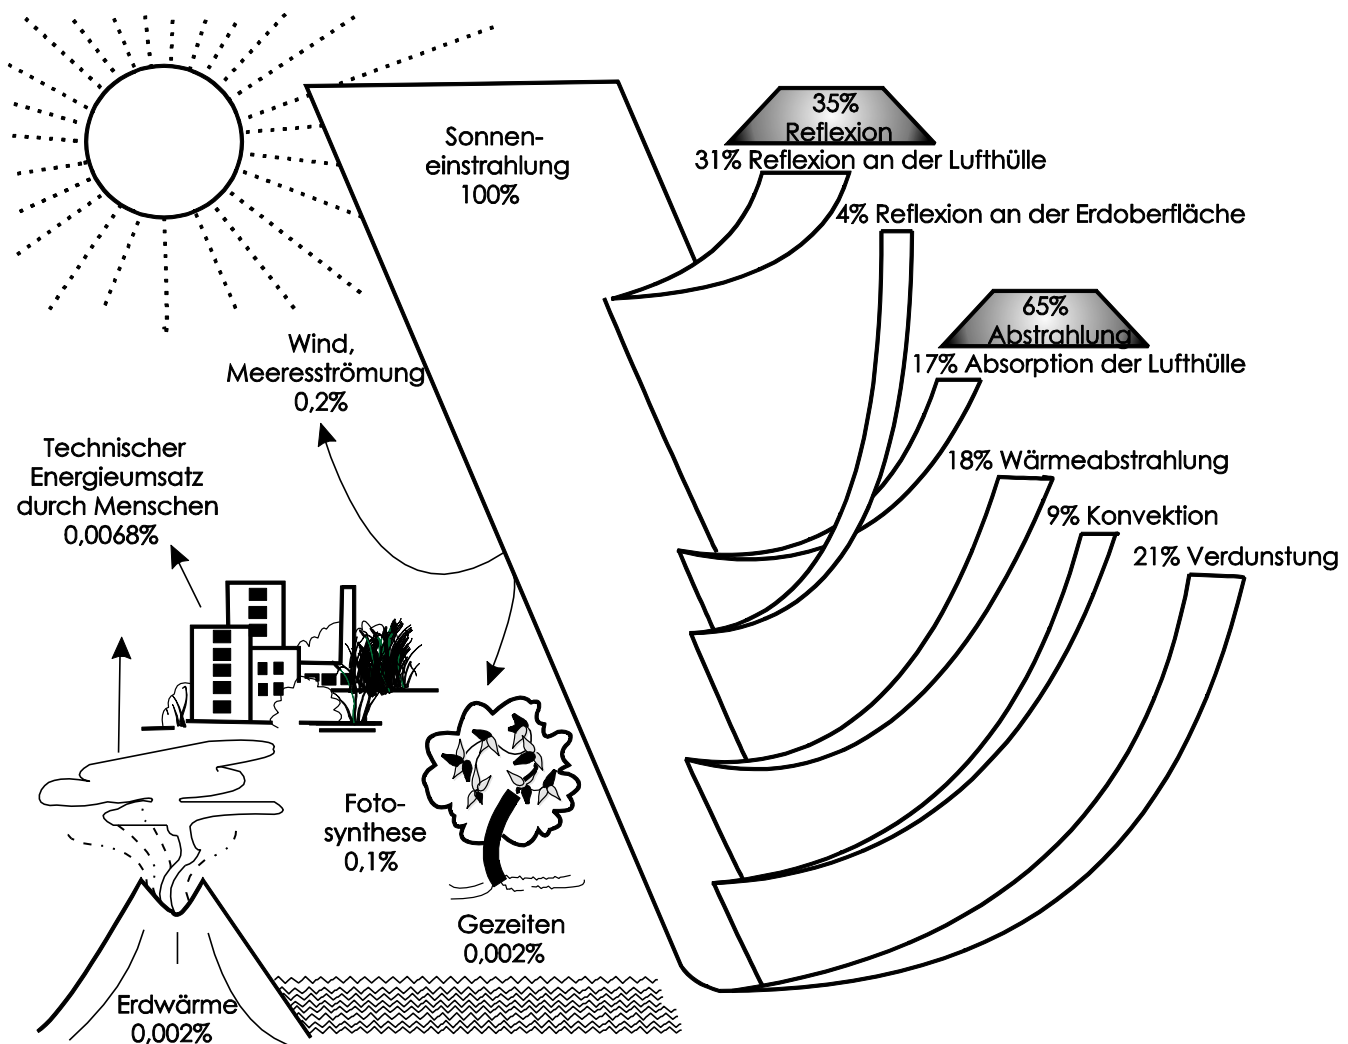 Sonnen-
einstrahlung
100%
35%
Reflexion
31% Reflexion an der Lufthülle
4% Reflexion an der Erdoberfläche
65%
Abstrahlung
17% Absorption der Lufthülle
18% Wärmeabstrahlung
9% Konvektion
21% Verdunstung
Wind,
Meeresströmung
0,2%
Technischer
Energieumsatz
durch Menschen
0,0068%
Foto-
synthese
0,1%
Gezeiten
0,002%
Erdwärme
0,002%